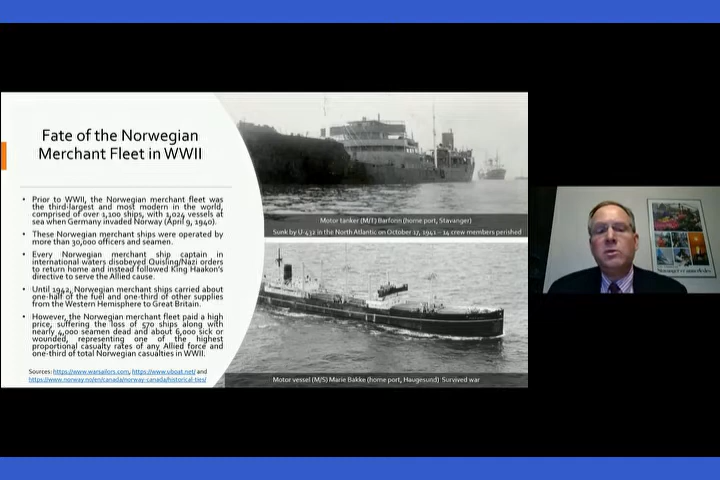 Fate of the Norwegian
Merchant Fleet in WWII
• Prior to WWII, the Norwegian merchant fleet was
the third-largest and most modern in the world,
comprised of over 1,100 ships, with 1,024 vessels at
sea when Germany invaded Norway (April 9, 1940).
• These Norwegian merchant ships were operated by
more than 30,000 officers and seamen.
• Every Norwegian merchant ship captain in
international waters disobeyed Quisling/Nazi orders
to return home and instead followed King Haakon's
directive to serve the Allied cause.
• Until 1942, Norwegian merchant ships carried about
one-half of the fuel and one-third of other supplies
from the Western Hemisphere to Great Britain.
• However, the Norwegian merchant fleet paid a high
price, suffering the loss of 570 ships along with
nearly 4,000 seamen dead and about 6,000 sick or
wounded, representing one of the highest
proportional casualty rates of any Allied force and
one-third of total Norwegian casualties in WWII.
Sources: https://www.warsailors.com, https://www.uboat.net/ and
https://www.norway.no/en/canada/norway-canada/historical-ties/
Motor tanker (M/T) Barfonn (home port, Stavanger)
Sunk by U-432 in the North Atlantic on October 17, 1941 – 14 crew members perished
Motor vessel (M/S) Marie Bakke (home port, Haugesund) Survived war